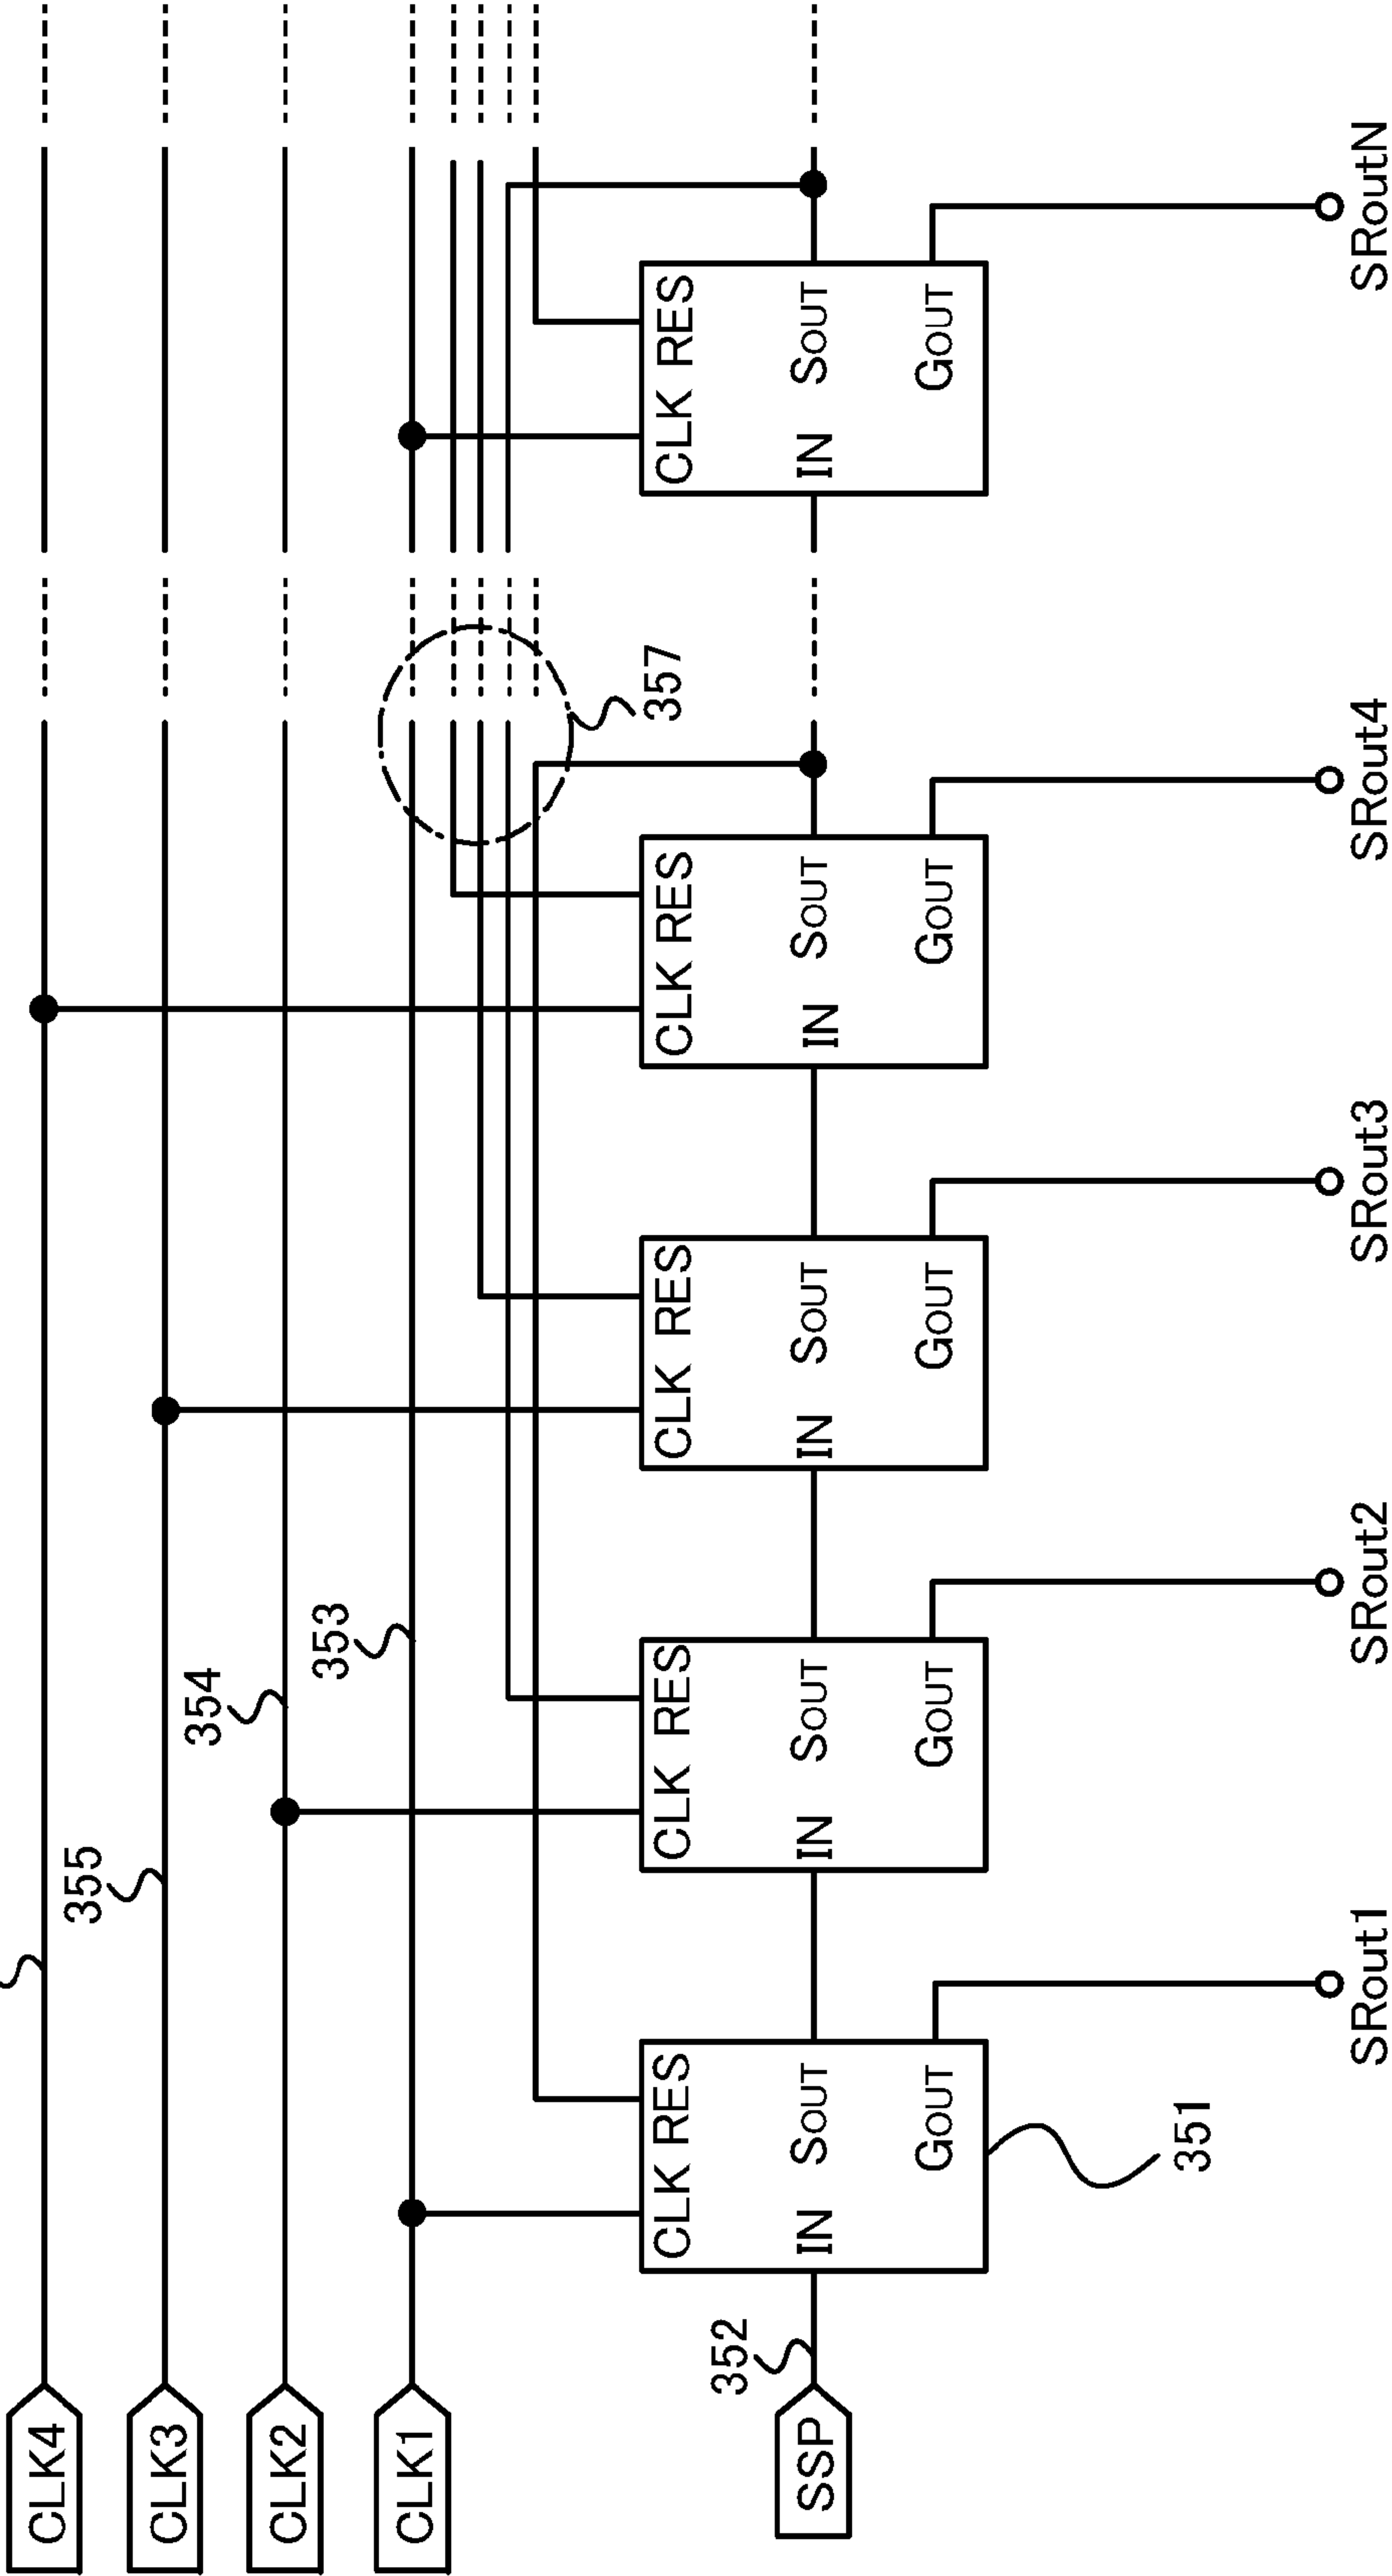 CLK4
355
CLK3
354
CLK2
353
CLK1
357
CLK RES
CLK RES
CLK RES
CLK RES
CLK RES
352
SSP
IN SOUT
IN SOUT
IN SOUT
IN SOUT
IN SOUT
GOUT
GOUT
GOUT
GOUT
GOUT
351
SRout1
SRout2
SRout3
SRout4
SRoutN